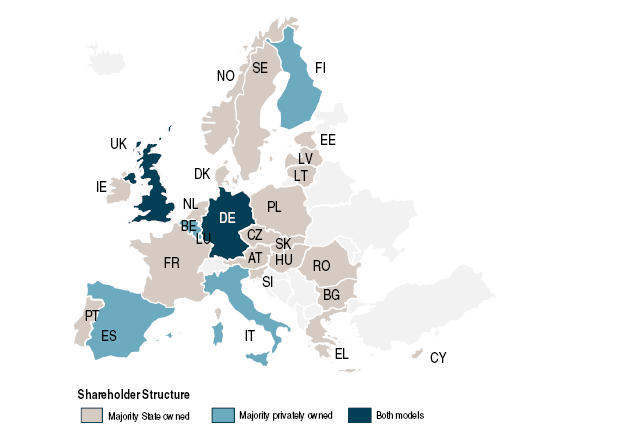 NO
SE
FI
EE
UK
LV
DK
LT
IE
NL
PL
BE
DE
LU
CZ
SK
FR
AT
HU
RO
SI
BG
PT
ES
IT
EL
CY
Shareholder Structure
Majority State owned
Majority privately owned
Both models